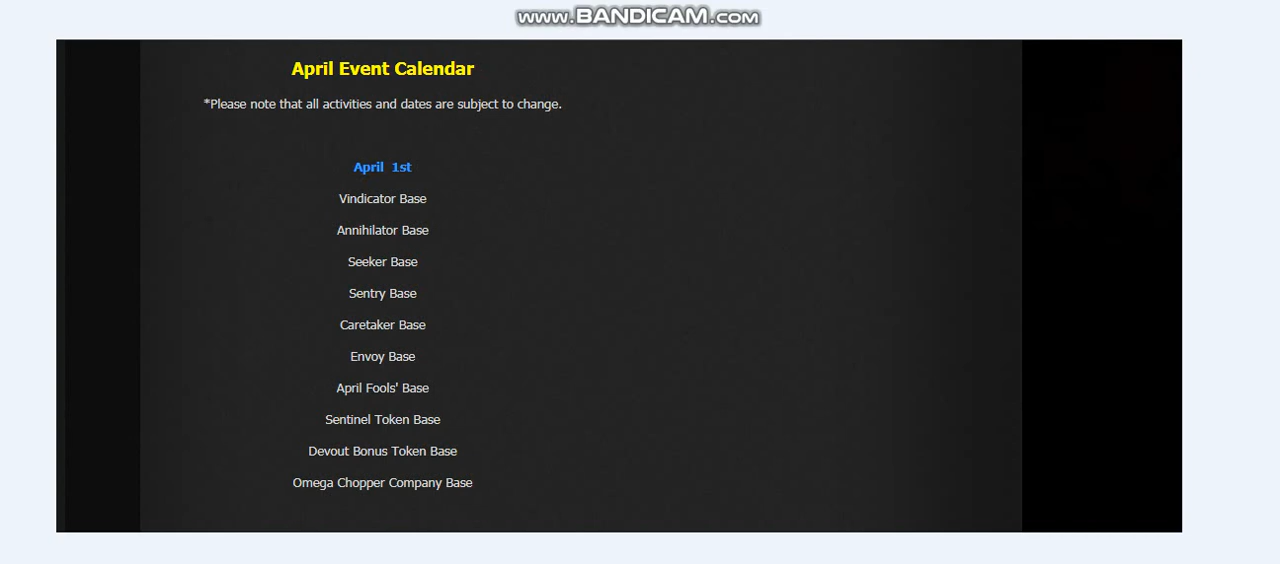 www.BANDICAM.com
April Event Calendar
*Please note that all activities and dates are subject to change.
April 1st
Vindicator Base
Annihilator Base
Seeker Base
Sentry Base
Caretaker Base
Envoy Base
April Fools' Base
Sentinel Token Base
Devout Bonus Token Base
Omega Chopper Company Base